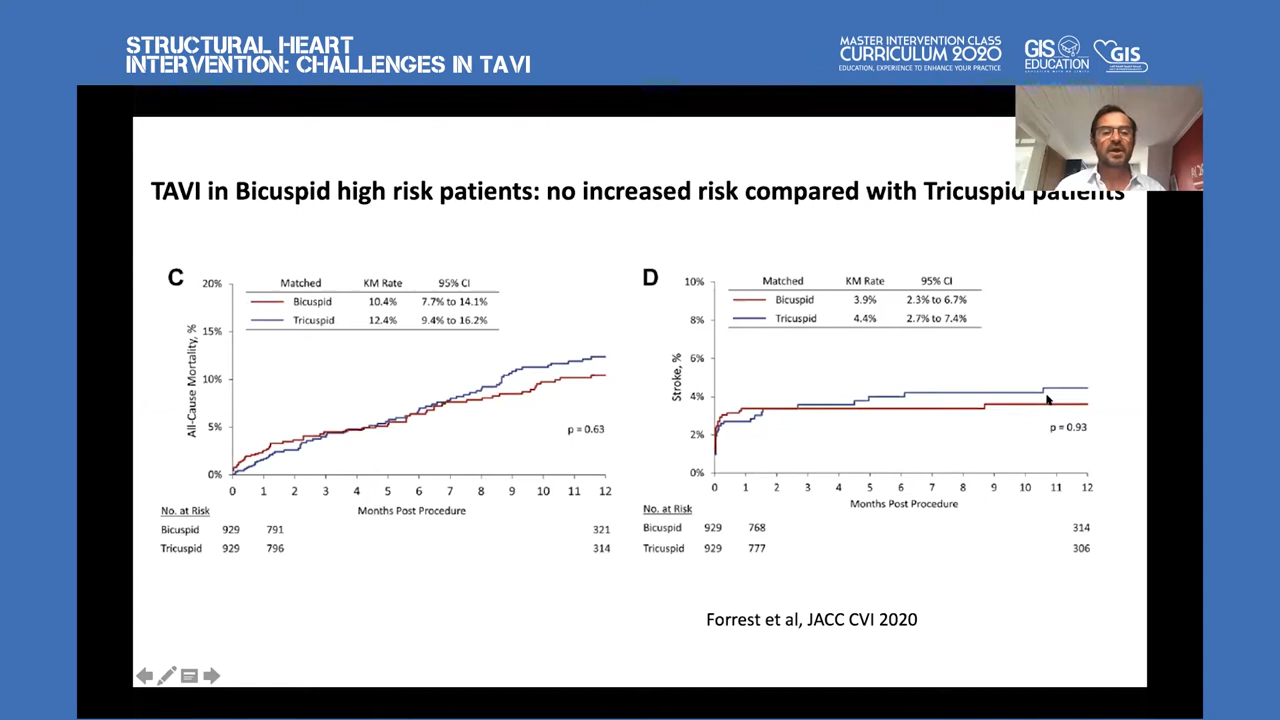 STRUCTURAL HEART
INTERVENTION: CHALLENGES IN TAVI
MASTER INTERVENTION CLASS
CURRICULUM 2020
EDUCATION, EXPERIENCE TO ENHANCE YOUR PRACTICE
GIS
EDUCATION
GIS
TAVI in Bicuspid high risk patients: no increased risk compared with Tricuspid patients
C
Matched KM Rate 95% CI
Bicuspid 10.4% 7.7% to 14.1%
Tricuspid 12.4% 9.4% to 16.2%
20%
15%
10%
5%
0%
All-Cause Mortality, %
p = 0.63
0 1 2 3 4 5 6 7 8 9 10 11 12
Months Post Procedure
No. at Risk
Bicuspid 929 791 321
Tricuspid 929 796 314
D
Matched KM Rate 95% CI
Bicuspid 3.9% 2.3% to 6.7%
Tricuspid 4.4% 2.7% to 7.4%
10%
8%
6%
4%
2%
0%
Stroke, %
p = 0.93
0 1 2 3 4 5 6 7 8 9 10 11 12
Months Post Procedure
No. at Risk
Bicuspid 929 768 314
Tricuspid 929 777 306
Forrest et al, JACC CVI 2020